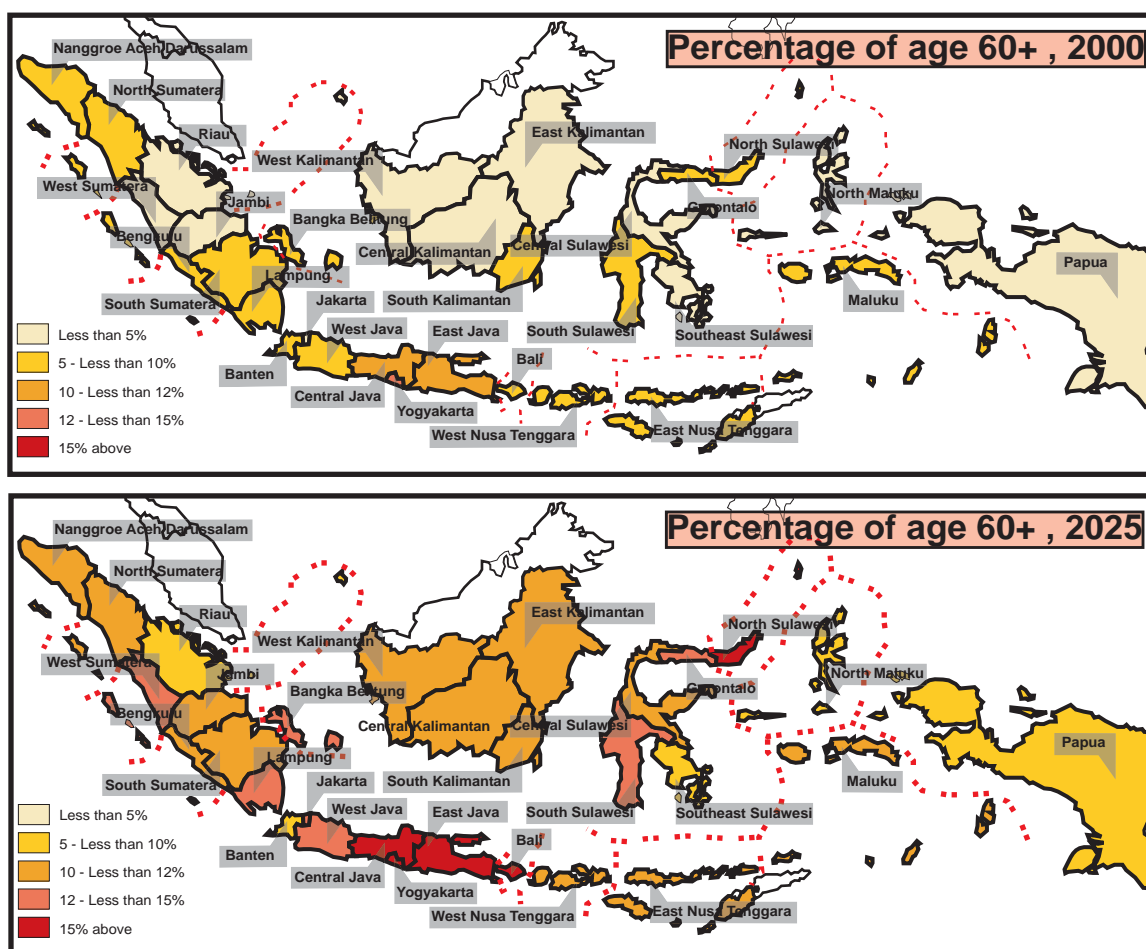 Percentage of age 60+ , 2000
Nanggroe Aceh Darussalam
North Sumatera
Riau
East Kalimantan
North Sulawesi
West Kalimantan
West Sumatera
North Maluku
Jambi
Gorontalo
Bangka Belitung
Bengkulu
Central Kalimantan
Central Sulawesi
Papua
Lampung
South Sumatera
Jakarta
South Kalimantan
Maluku
West Java
East Java
South Sulawesi
Southeast Sulawesi
Bali
Banten
Central Java
Yogyakarta
West Nusa Tenggara
East Nusa Tenggara
Less than 5%
5 - Less than 10%
10 - Less than 12%
12 - Less than 15%
15% above
Percentage of age 60+ , 2025
Nanggroe Aceh Darussalam
North Sumatera
Riau
East Kalimantan
North Sulawesi
West Kalimantan
West Sumatera
North Maluku
Jambi
Gorontalo
Bangka Belitung
Bengkulu
Central Kalimantan
Central Sulawesi
Papua
Lampung
South Sumatera
Jakarta
South Kalimantan
Maluku
West Java
East Java
South Sulawesi
Southeast Sulawesi
Bali
Banten
Central Java
Yogyakarta
West Nusa Tenggara
East Nusa Tenggara
Less than 5%
5 - Less than 10%
10 - Less than 12%
12 - Less than 15%
15% above